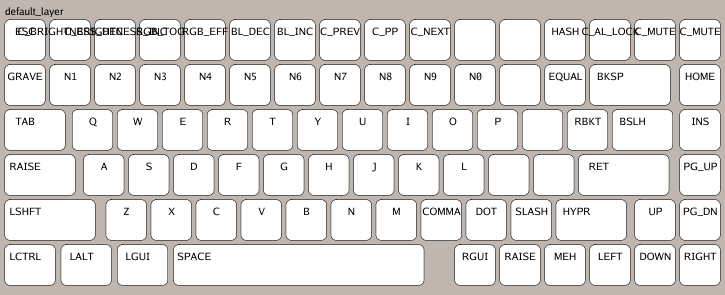 default_layer
BL_DEC BL_INC C_PREV C_PP C_NEXT HASH C_AL_LOCK C_MUTE C_MUTE
GRAVE N1 N2 N3 N4 N5 N6 N7 N8 N9 N0 EQUAL BKSP HOME
TAB Q W E R T Y U I O P RBKT BSLH INS
RAISE A S D F G H J K L RET PG_UP
LSHFT Z X C V B N M COMMA DOT SLASH HYPR UP PG_DN
LCTRL LALT LGUI SPACE RGUI RAISE MEH LEFT DOWN RIGHT